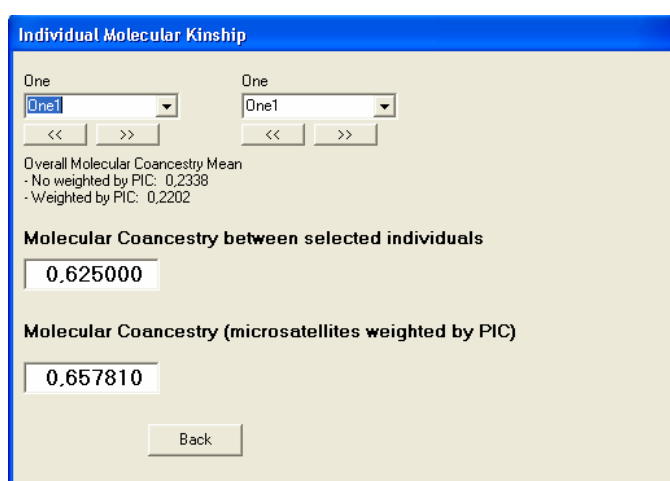 Individual Molecular Kinship
One One
One1 One1
<< >> << >>
Overall Molecular Coancestry Mean
- No weighted by PIC: 0,2338
- Weighted by PIC: 0,2202
Molecular Coancestry between selected individuals
0,625000
Molecular Coancestry (microsatellites weighted by PIC)
0,657810
Back